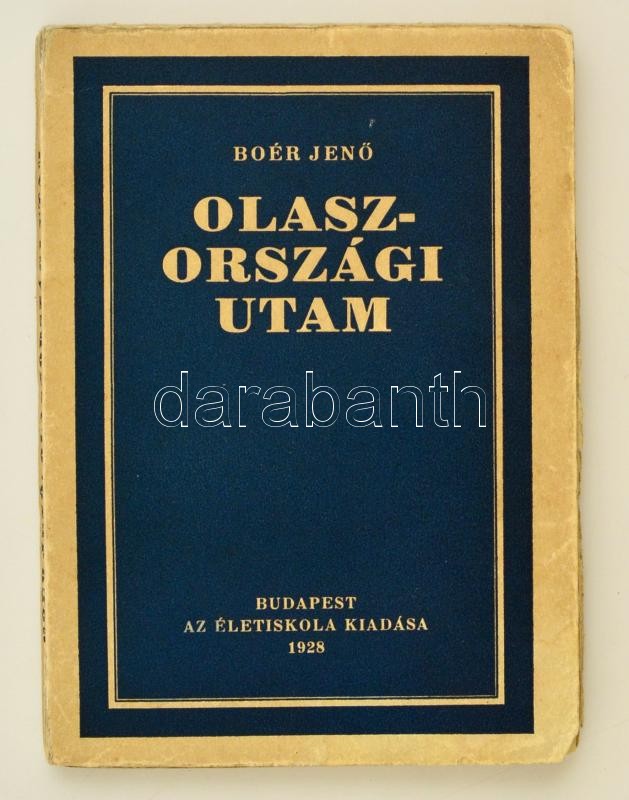 BOÉR JENŐ
OLASZ-
ORSZÁGI
UTAM
darabanth
BUDAPEST
AZ ÉLETISKOLA KIADÁSA
1928